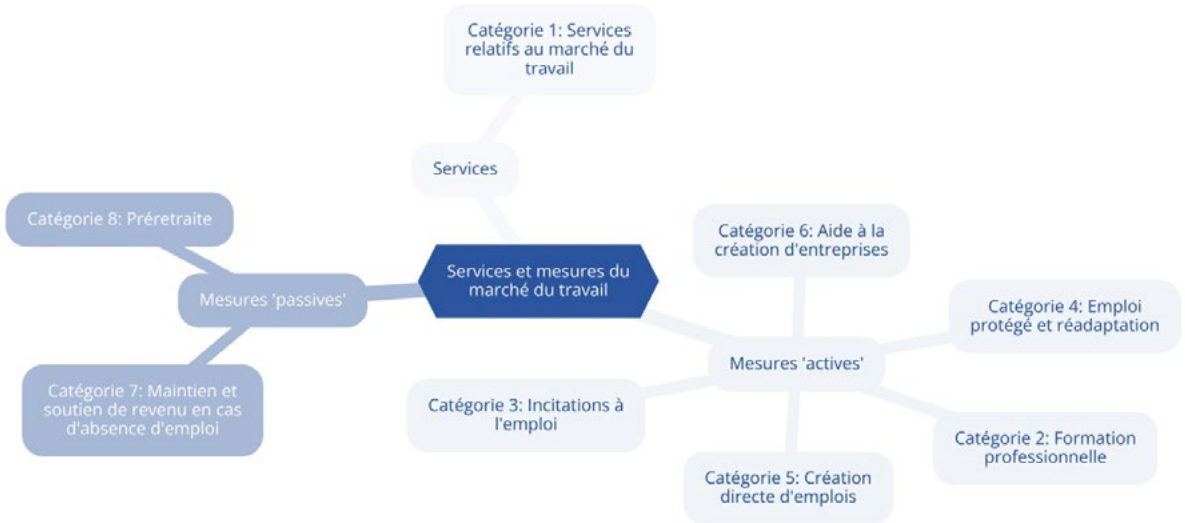 Catégorie 1: Services
relatifs au marché du
travail
Services
Catégorie 8: Préretraite
Mesures 'passives'
Catégorie 7: Maintien et
soutien de revenu en cas
d'absence d'emploi
Services et mesures du
marché du travail
Catégorie 6: Aide à la
création d'entreprises
Catégorie 4: Emploi
protégé et réadaptation
Mesures 'actives'
Catégorie 3: Incitations à
l'emploi
Catégorie 2: Formation
professionnelle
Catégorie 5: Création
directe d'emplois